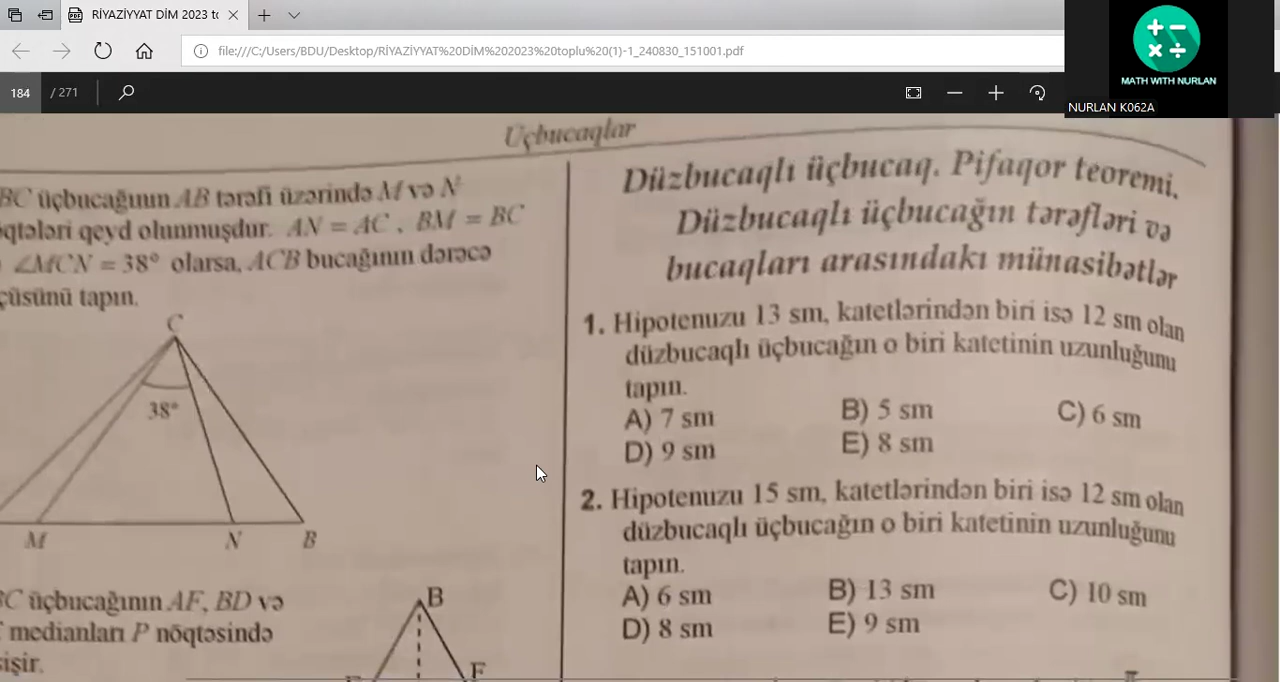 RİYAZİYYAT DİM 2023 to
file:///C:/Users/BDU/Desktop/RİYAZİYYAT%20DİM%202023%20toplu%20(1)-1_240830_151001.pdf
184 / 271
MATH WITH NURLAN
NURLAN K062A
Üçbucaqlar
BC üçbucağının AB tərəfi üzərində M və N
qtələri qeyd olunmuşdur. AN = AC , BM = BC
∠MCN = 38° olarsa, ACB bucağının dərəcə
çüsünü tapın.
C
38°
M N B
BC üçbucağının AF, BD və
medianları P nöqtəsində
sişir.
B
F
Düzbucaqlı üçbucaq. Pifaqor teoremi.
Düzbucaqlı üçbucağın tərəfləri və
bucaqları arasındakı münasibətlər
1. Hipotenuzu 13 sm, katetlərindən biri isə 12 sm olan
düzbucaqlı üçbucağın o biri katetinin uzunluğunu
tapın.
A) 7 sm B) 5 sm C) 6 sm
D) 9 sm E) 8 sm
2. Hipotenuzu 15 sm, katetlərindən biri isə 12 sm olan
düzbucaqlı üçbucağın o biri katetinin uzunluğunu
tapın.
A) 6 sm B) 13 sm C) 10 sm
D) 8 sm E) 9 sm